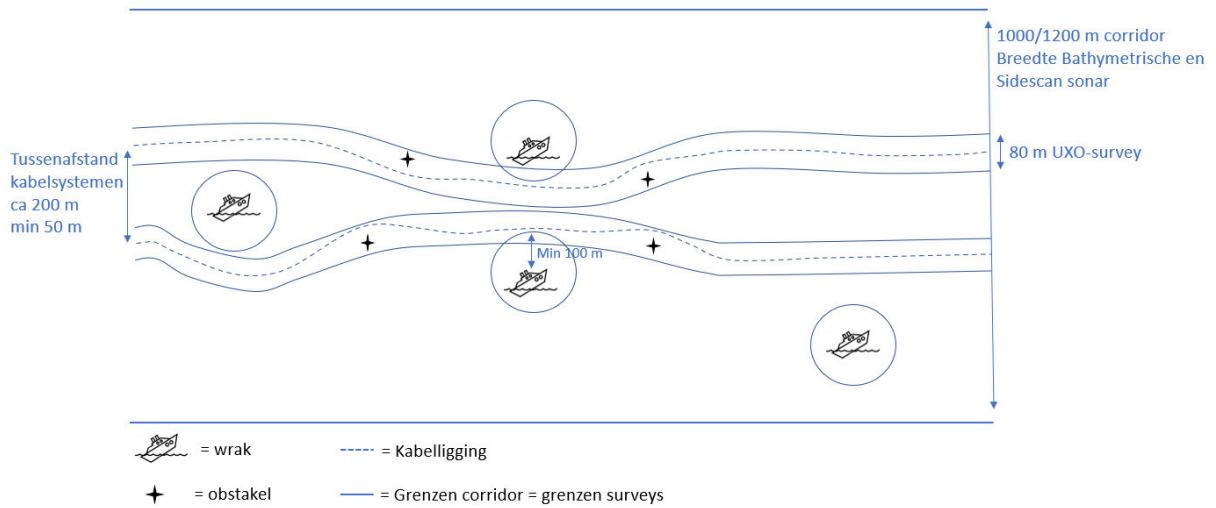 1000/1200 m corridor
Breedte Bathymetrische en
Sidescan sonar
Tussenafstand
kabelsystemen
ca 200 m
min 50 m
80 m UXO-survey
Min 100 m
= wrak
= Kabelligging
= obstakel
= Grenzen corridor = grenzen surveys